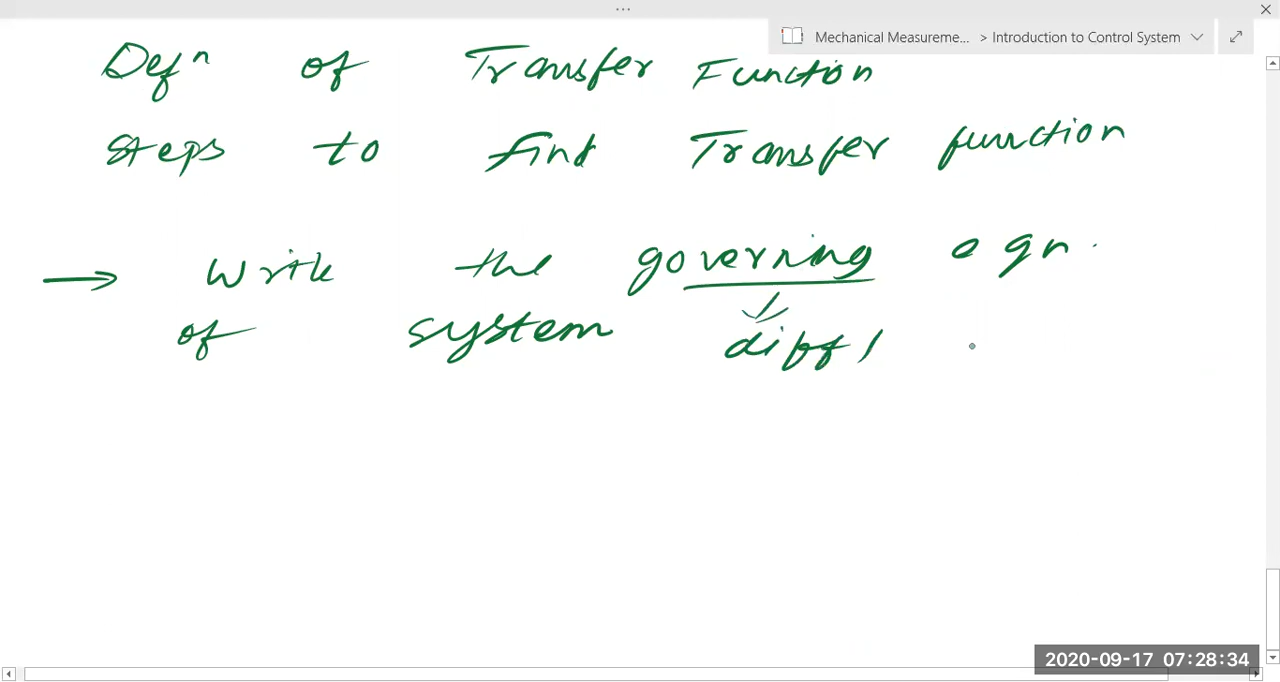 Mechanical Measureme... > Introduction to Control System
Defn of Transfer Function
Steps to find Transfer function
→ Write the governing eqn.
of system diffl
2020-09-17 07:28:34